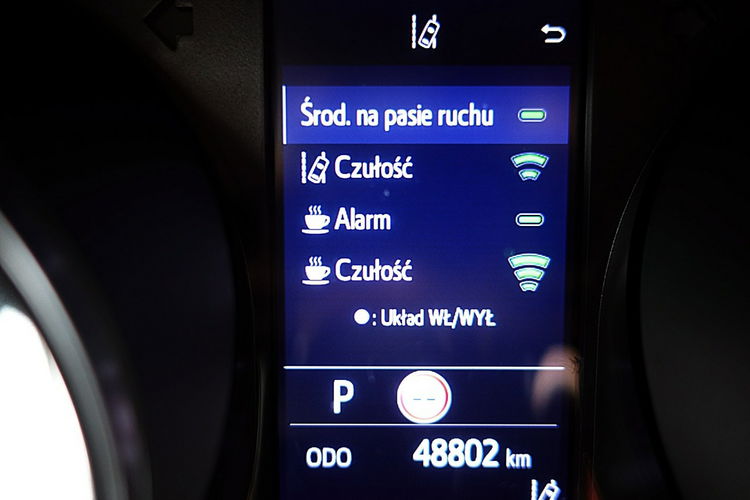 Środ. na pasie ruchu
Czułość
Alarm
Czułość
: Układ WŁ/WYŁ
P
--
ODO 48802 km